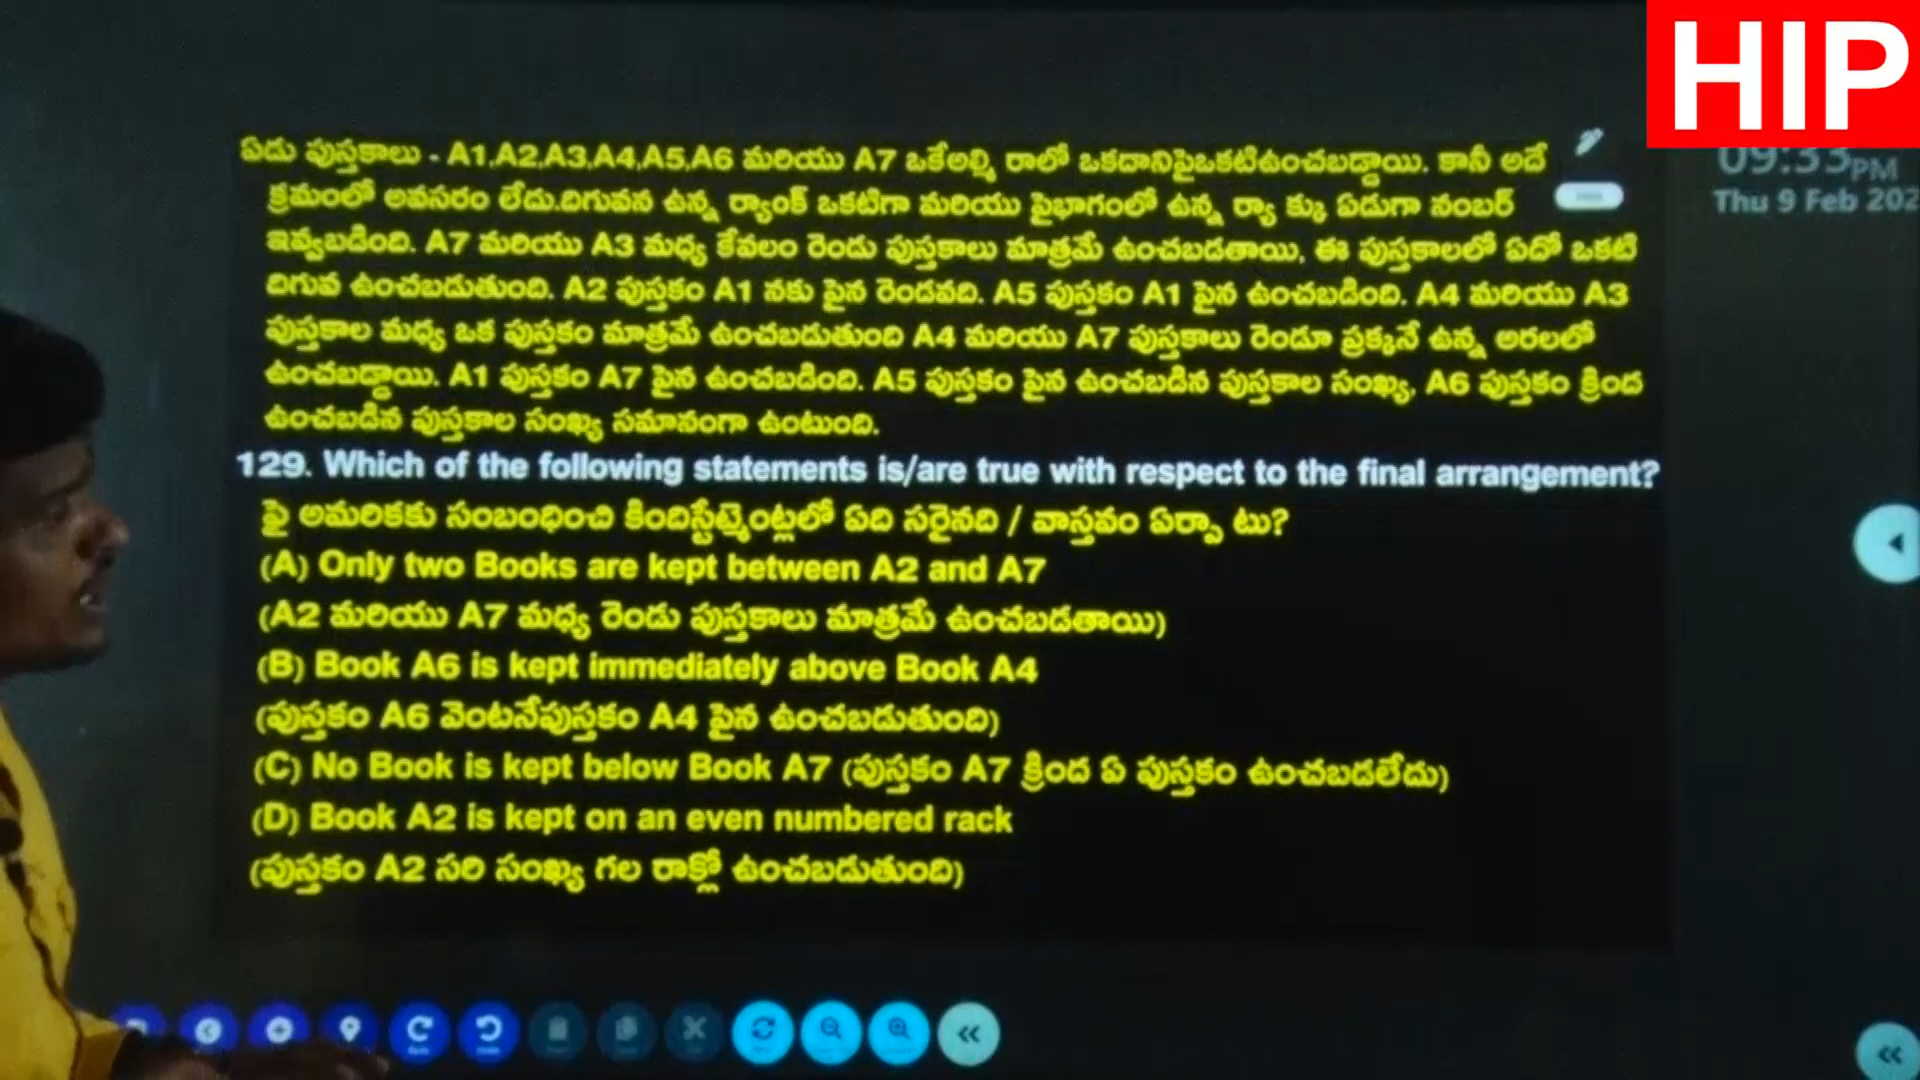 HIP
09:33PM
Thu 9 Feb 202
ఏడు పుస్తకాలు - A1,A2,A3,A4,A5,A6 మరియు A7 ఒకేఅల్మి రాలో ఒకదానిపైఒకటిఉంచబడ్డాయి. కానీ అదే
క్రమంలో అవసరం లేదు.దిగువన ఉన్న ర్యాంక్ ఒకటిగా మరియు పైభాగంలో ఉన్న ర్యా క్కు ఏడుగా నంబర్
ఇవ్వబడింది. A7 మరియు A3 మధ్య కేవలం రెండు పుస్తకాలు మాత్రమే ఉంచబడతాయి, ఈ పుస్తకాలలో ఏదో ఒకటి
దిగువ ఉంచబడుతుంది. A2 పుస్తకం A1 నకు పైన రెండవది. A5 పుస్తకం A1 పైన ఉంచబడింది. A4 మరియు A3
పుస్తకాల మధ్య ఒక పుస్తకం మాత్రమే ఉంచబడుతుంది A4 మరియు A7 పుస్తకాలు రెండూ ప్రక్కనే ఉన్న అరలలో
ఉంచబడ్డాయి. A1 పుస్తకం A7 పైన ఉంచబడింది. A5 పుస్తకం పైన ఉంచబడిన పుస్తకాల సంఖ్య, A6 పుస్తకం క్రింద
ఉంచబడిన పుస్తకాల సంఖ్య సమానంగా ఉంటుంది.
129. Which of the following statements is/are true with respect to the final arrangement?
పై అమరికకు సంబంధించి కిందిస్టేట్మెంట్లలో ఏది సరైనది / వాస్తవం ఏర్పా టు?
(A) Only two Books are kept between A2 and A7
(A2 మరియు A7 మధ్య రెండు పుస్తకాలు మాత్రమే ఉంచబడతాయి)
(B) Book A6 is kept immediately above Book A4
(పుస్తకం A6 వెంటనేపుస్తకం A4 పైన ఉంచబడుతుంది)
(C) No Book is kept below Book A7 (పుస్తకం A7 క్రింద ఏ పుస్తకం ఉంచబడలేదు)
(D) Book A2 is kept on an even numbered rack
(పుస్తకం A2 సరి సంఖ్య గల రాక్లో ఉంచబడుతుంది)